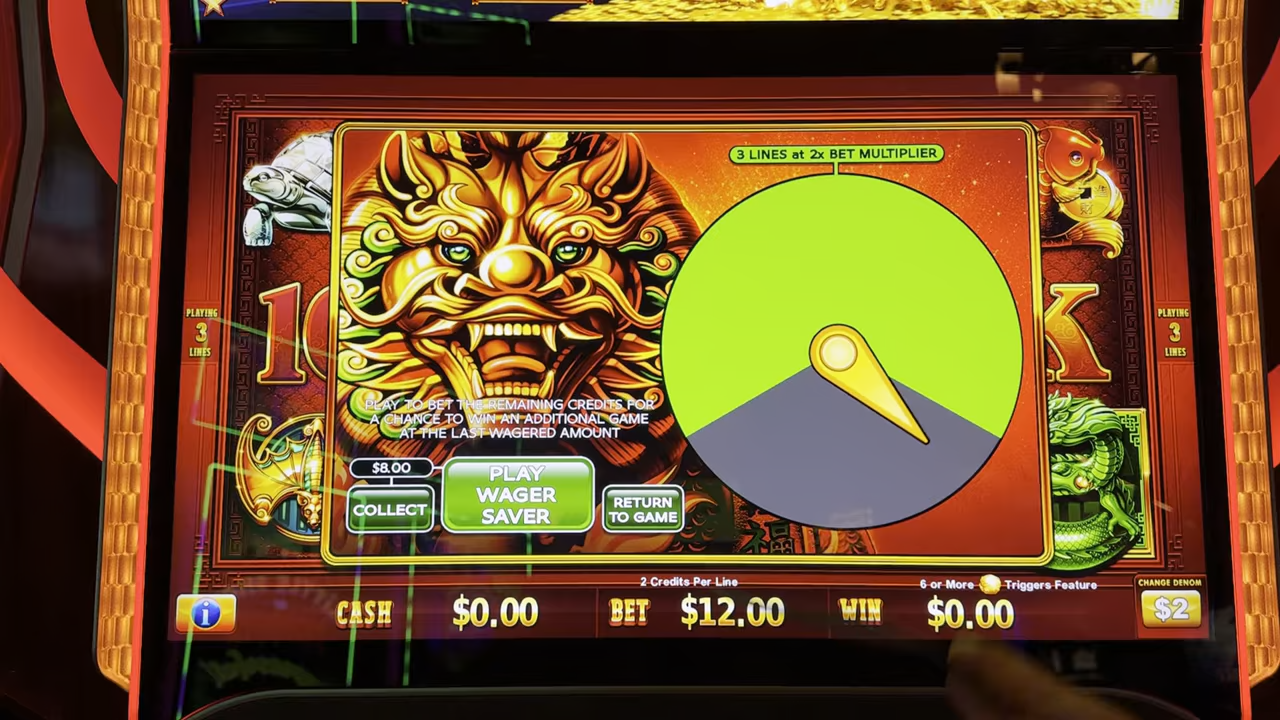 3 LINES at 2x BET MULTIPLIER
PLAYING
3
LINES
10
K
PLAYING
3
LINES
PLAY TO BET THE REMAINING CREDITS FOR
A CHANCE TO WIN AN ADDITIONAL GAME
AT THE LAST WAGERED AMOUNT
$8.00
COLLECT
PLAY
WAGER
SAVER
RETURN
TO GAME
2 Credits Per Line
6 or More Triggers Feature
CHANGE DENOM
$2
i
CASH $0.00
BET $12.00
WIN $0.00